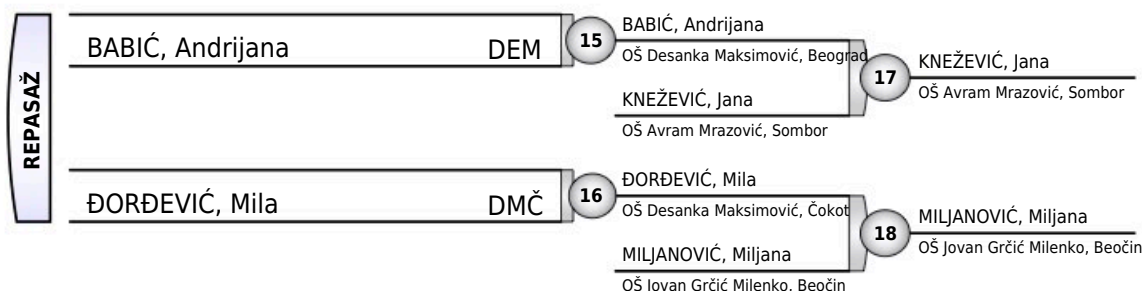 REPASAŽ
BABIĆ, Andrijana DEM
15
BABIĆ, Andrijana
OŠ Desanka Maksimović, Beograd
KNEŽEVIĆ, Jana
OŠ Avram Mrazović, Sombor
17
KNEŽEVIĆ, Jana
OŠ Avram Mrazović, Sombor
ĐORĐEVIĆ, Mila DMČ
16
ĐORĐEVIĆ, Mila
OŠ Desanka Maksimović, Čokot
MILJANOVIĆ, Miljana
OŠ Jovan Grčić Milenko, Beočin
18
MILJANOVIĆ, Miljana
OŠ Jovan Grčić Milenko, Beočin